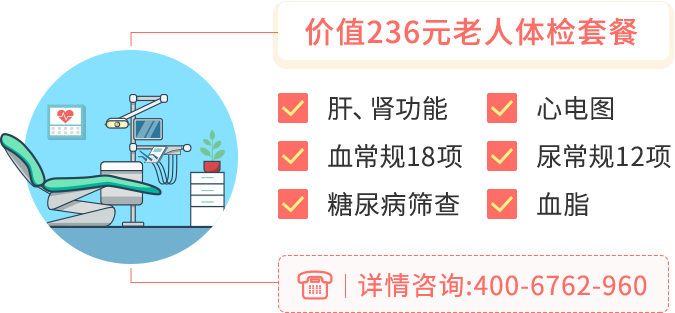 价值236元老人体检套餐
肝、肾功能
心电图
血常规18项
尿常规12项
糖尿病筛查
血脂
详情咨询:400-6762-960